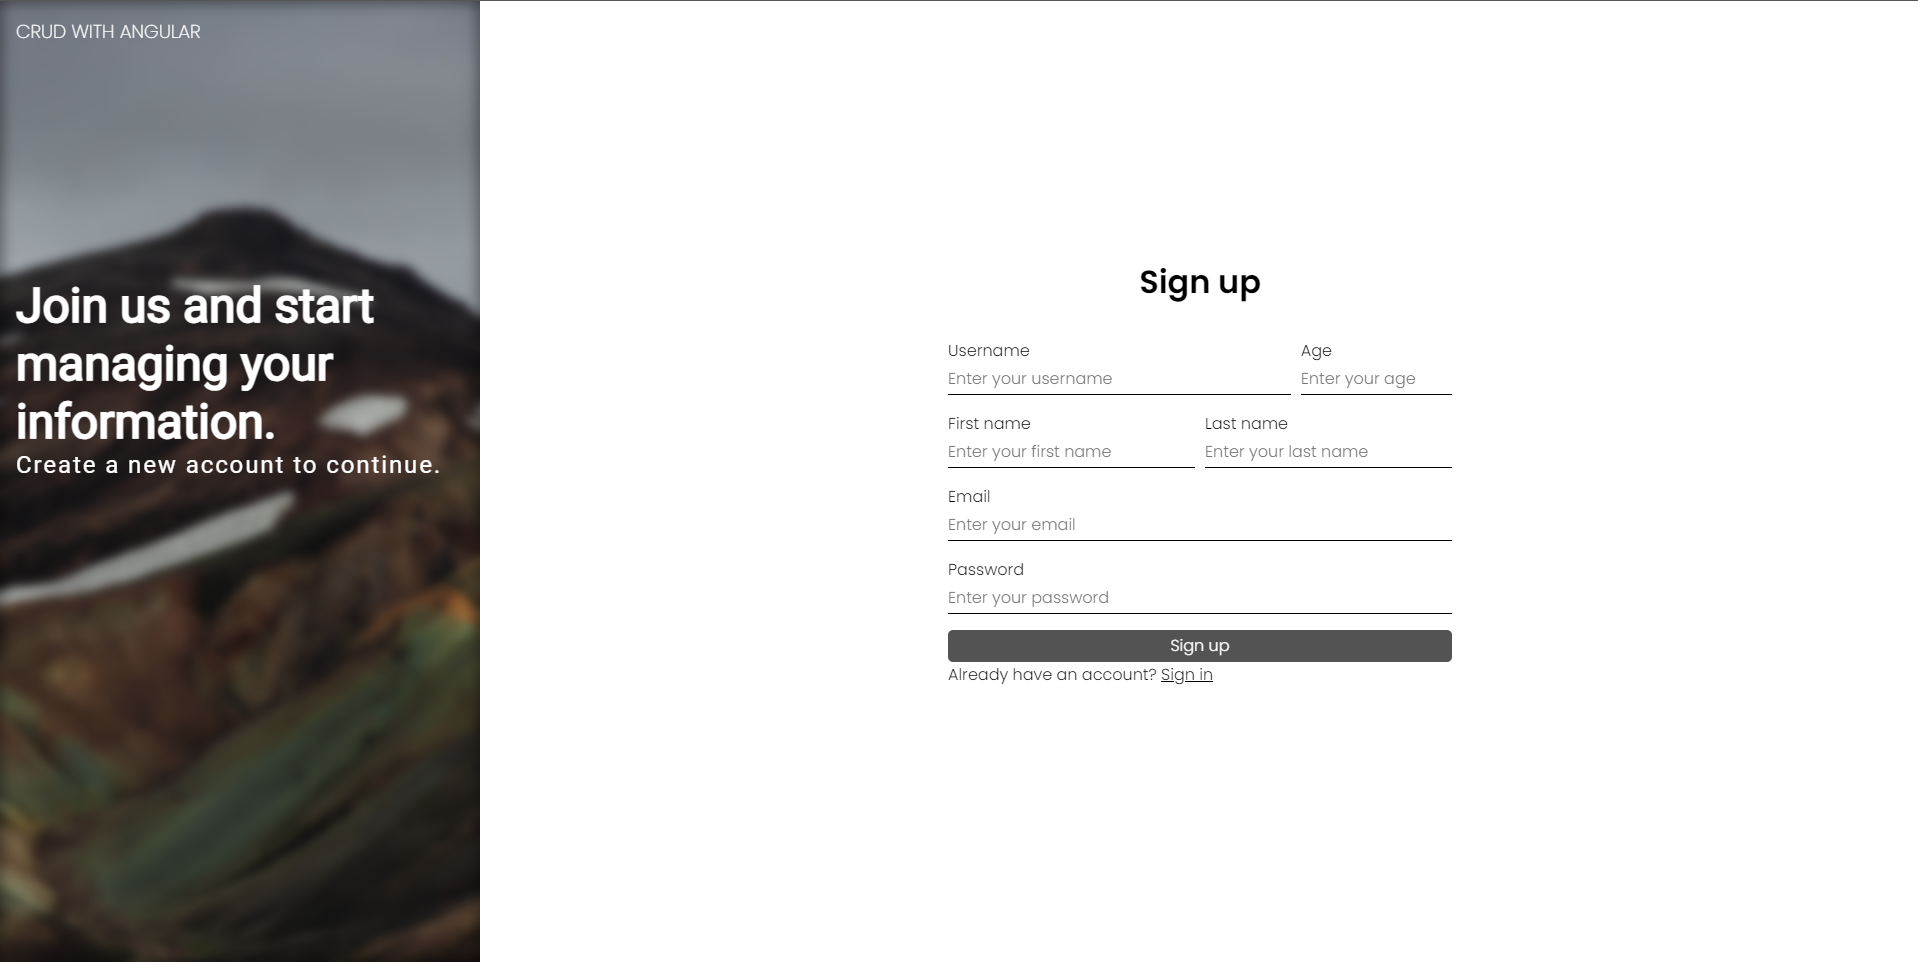 CRUD WITH ANGULAR
Join us and start
managing your
information.
Create a new account to continue.
Sign up
Username
Age
Enter your username
Enter your age
First name
Last name
Enter your first name
Enter your last name
Email
Enter your email
Password
Enter your password
Sign up
Already have an account? Sign in